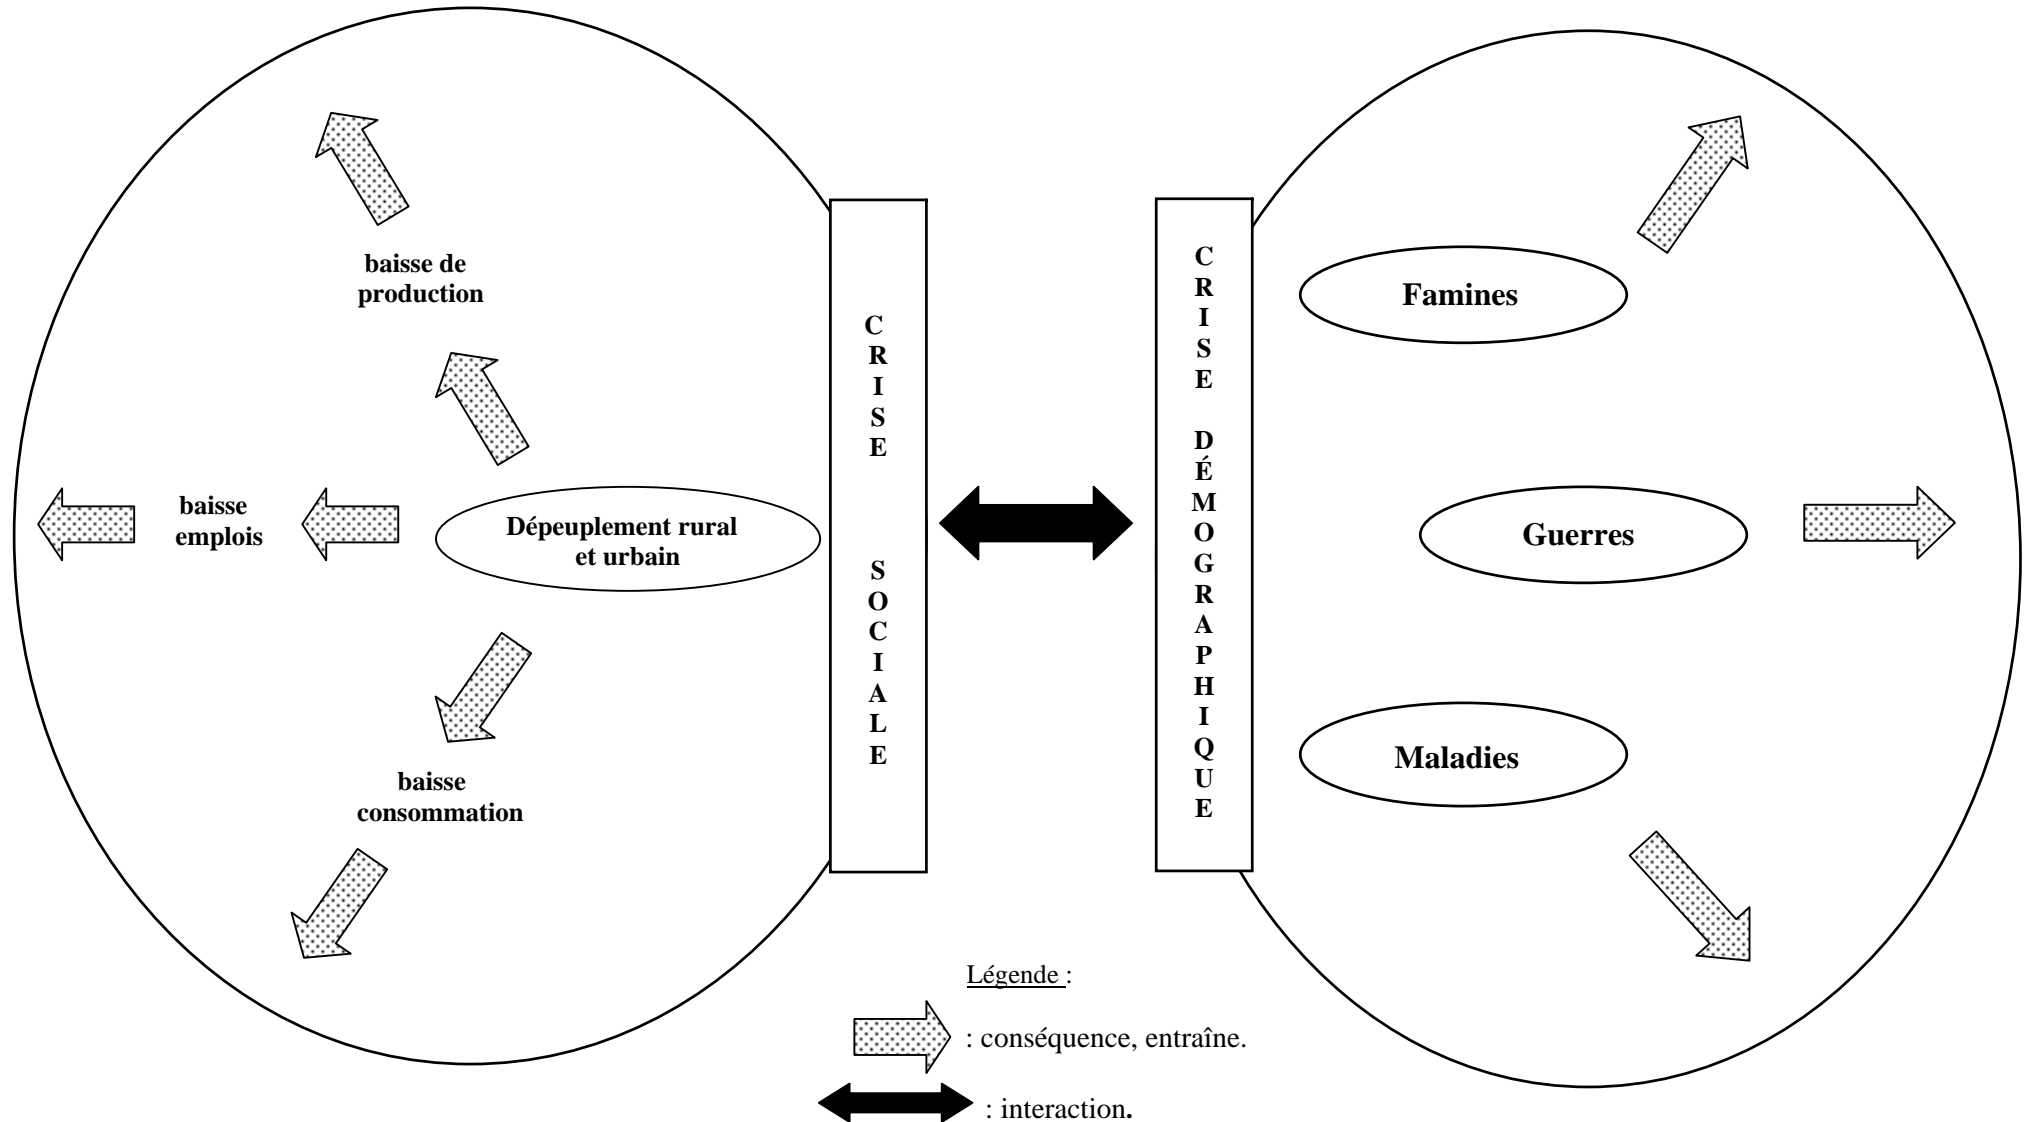 baisse de
production
baisse
emplois
Dépeuplement rural
et urbain
baisse
consommation
C
R
I
S
E
S
O
C
I
A
L
E
C
R
I
S
E
D
É
M
O
G
R
A
P
H
I
Q
U
E
Famines
Guerres
Maladies
Légende :
: conséquence, entraîne.
: interaction.